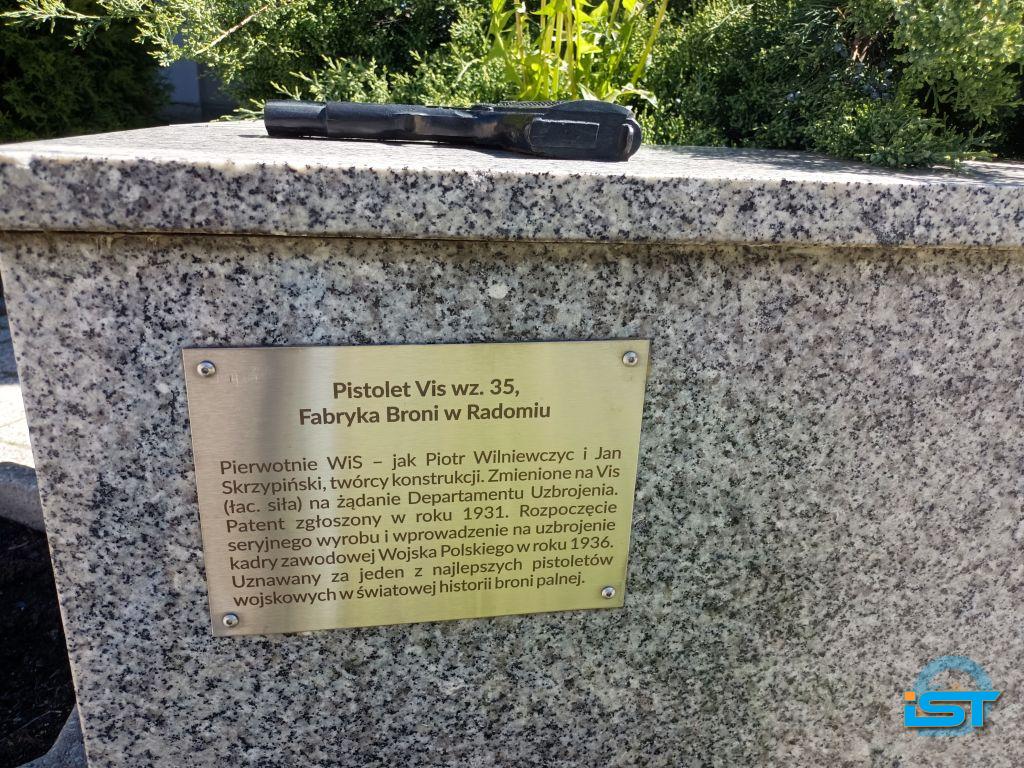 Pistolet Vis wz. 35,
Fabryka Broni w Radomiu
Pierwotnie WiS – jak Piotr Wilniewczyc i Jan
Skrzypiński, twórcy konstrukcji. Zmienione na Vis
(łac. siła) na żądanie Departamentu Uzbrojenia.
Patent zgłoszony w roku 1931. Rozpoczęcie
seryjnego wyrobu i wprowadzenie na uzbrojenie
kadry zawodowej Wojska Polskiego w roku 1936.
Uznawany za jeden z najlepszych pistoletów
wojskowych w światowej historii broni palnej.
iST